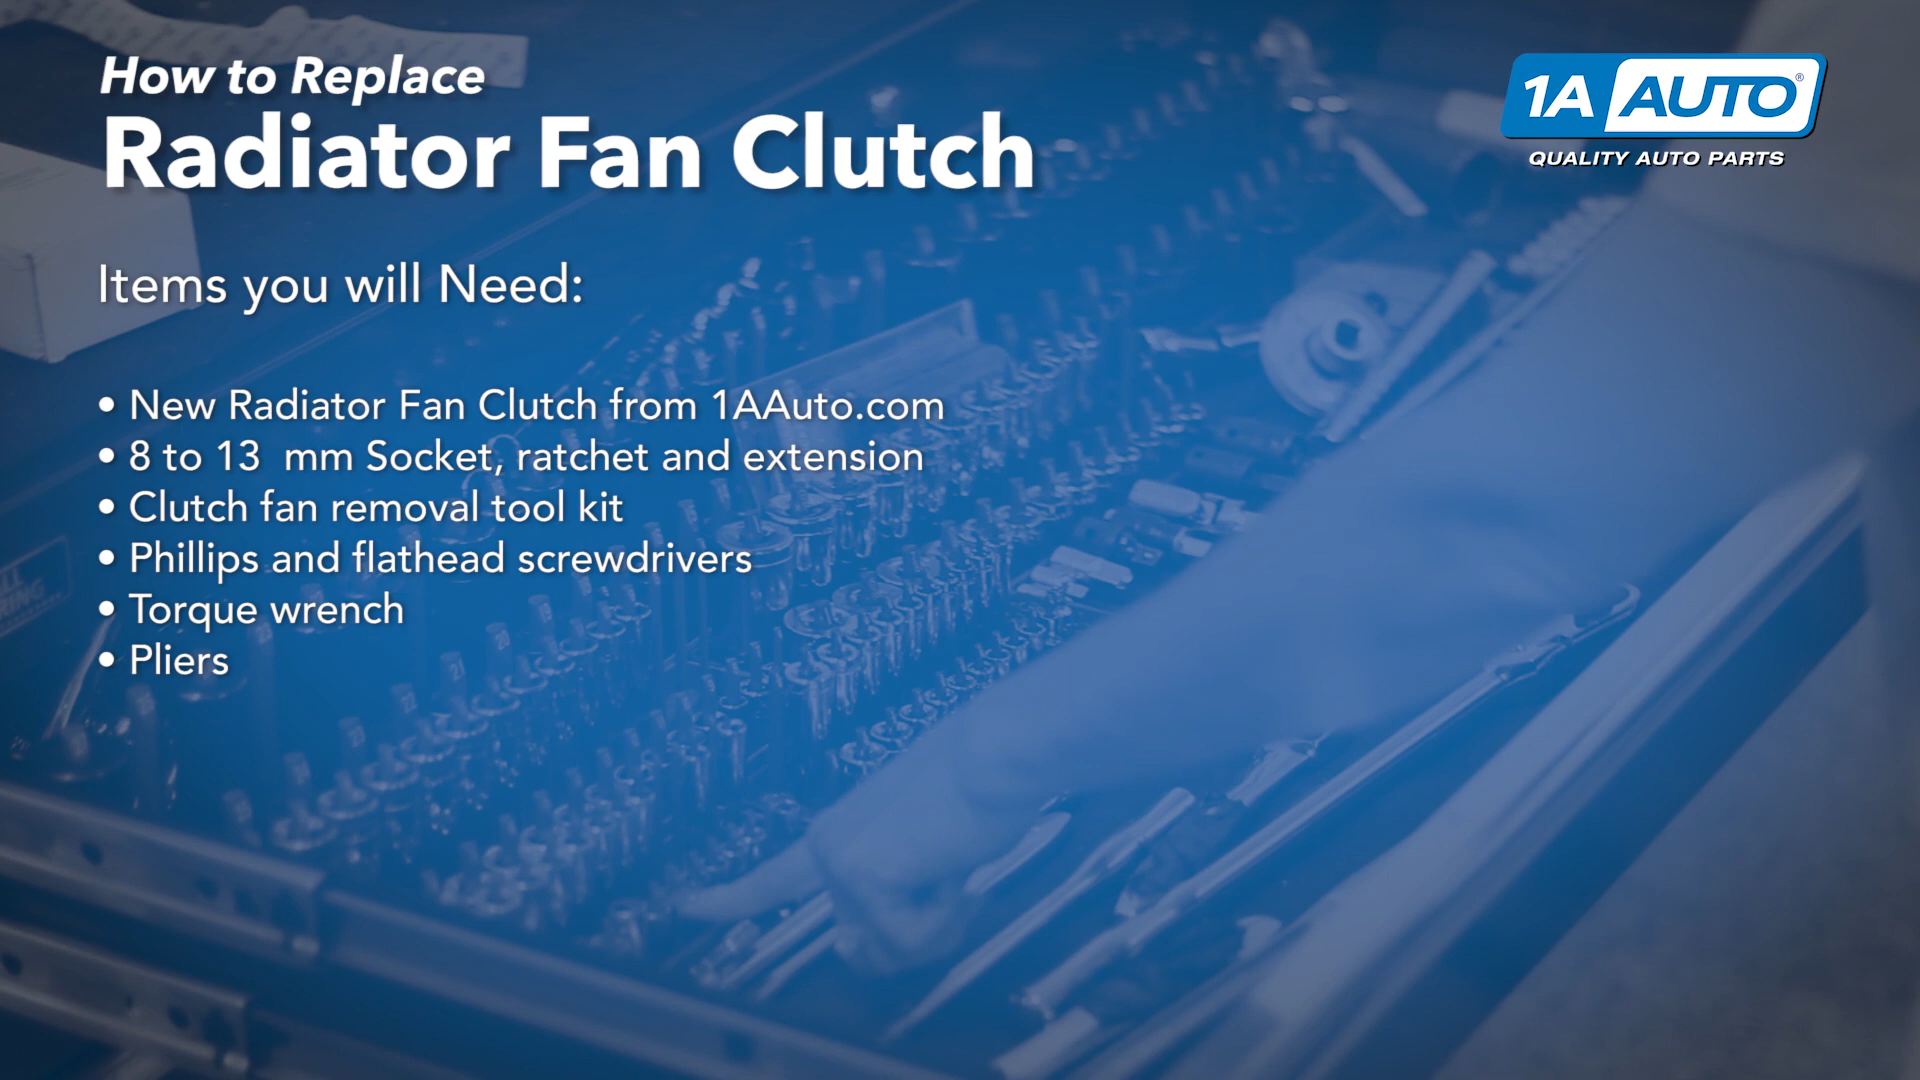 How to Replace
Radiator Fan Clutch
1A AUTO®
QUALITY AUTO PARTS
Items you will Need:
• New Radiator Fan Clutch from 1AAuto.com
• 8 to 13  mm Socket, ratchet and extension
• Clutch fan removal tool kit
• Phillips and flathead screwdrivers
• Torque wrench
• Pliers